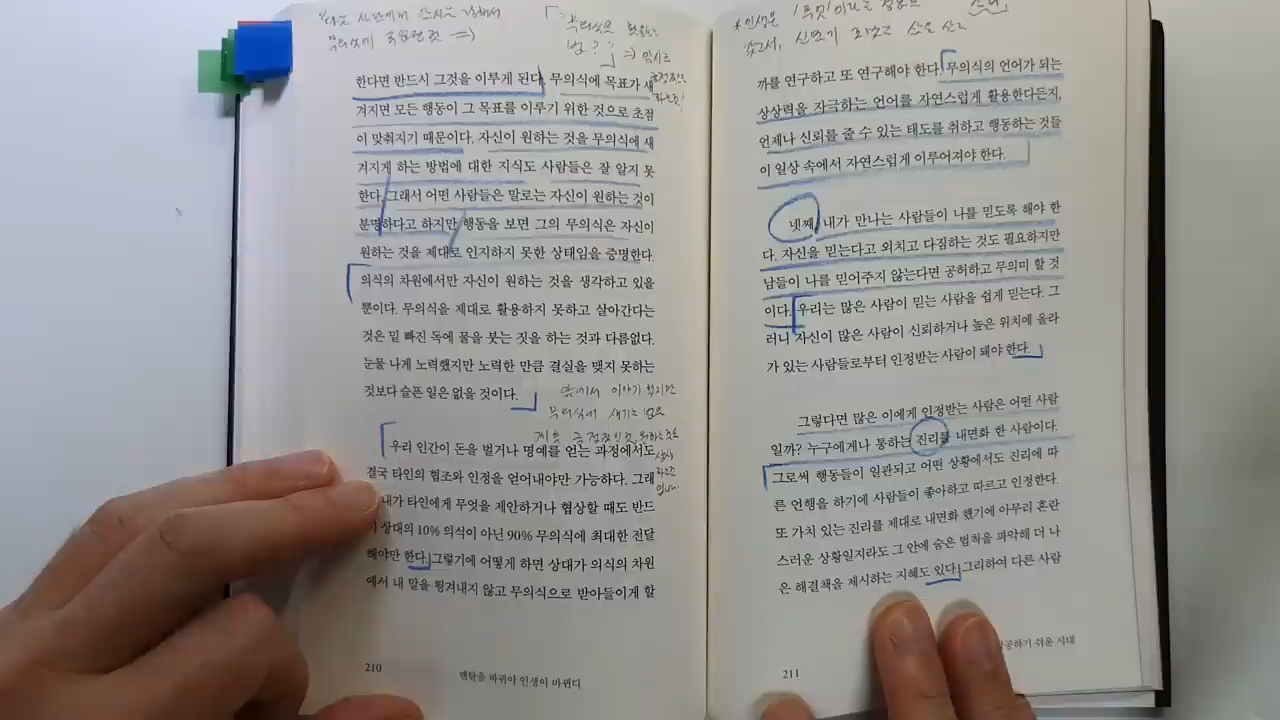 한다면 반드시 그것을 이루게 된다. 무의식에 목표가 새
겨지면 모든 행동이 그 목표를 이루기 위한 것으로 초점
이 맞춰지기 때문이다. 자신이 원하는 것을 무의식에 새
겨지게 하는 방법에 대한 지식도 사람들은 잘 알지 못
한다. 그래서 어떤 사람들은 말로는 자신이 원하는 것이
분명하다고 하지만 행동을 보면 그의 무의식은 자신이
원하는 것을 제대로 인지하지 못한 상태임을 증명한다.
의식의 차원에서만 자신이 원하는 것을 생각하고 있을
뿐이다. 무의식을 제대로 활용하지 못하고 살아간다는
것은 밑 빠진 독에 물을 붓는 짓을 하는 것과 다름없다.
눈물 나게 노력했지만 노력한 만큼 결실을 맺지 못하는
것보다 슬픈 일은 없을 것이다.
우리 인간이 돈을 벌거나 명예를 얻는 과정에서도
결국 타인의 협조와 인정을 얻어내야만 가능하다. 그래
내가 타인에게 무엇을 제안하거나 협상할 때도 반드
상대의 10% 의식이 아닌 90% 무의식에 최대한 전달
해야만 한다. 그렇기에 어떻게 하면 상대가 의식의 차원
에서 내 말을 튕겨내지 않고 무의식으로 받아들이게 할
210
멘탈을 바꿔야 인생이 바뀐다
까를 연구하고 또 연구해야 한다. 무의식의 언어가 되는
상상력을 자극하는 언어를 자연스럽게 활용한다든지,
언제나 신뢰를 줄 수 있는 태도를 취하고 행동하는 것들
이 일상 속에서 자연스럽게 이루어져야 한다.
넷째, 내가 만나는 사람들이 나를 믿도록 해야 한
다. 자신을 믿는다고 외치고 다짐하는 것도 필요하지만
남들이 나를 믿어주지 않는다면 공허하고 무의미 할 것
이다. 우리는 많은 사람이 믿는 사람을 쉽게 믿는다. 그
러니 자신이 많은 사람이 신뢰하거나 높은 위치에 올라
가 있는 사람들로부터 인정받는 사람이 돼야 한다.
그렇다면 많은 이에게 인정받는 사람은 어떤 사람
일까? 누구에게나 통하는 진리를 내면화 한 사람이다.
그로써 행동들이 일관되고 어떤 상황에서도 진리에 따
른 언행을 하기에 사람들이 좋아하고 따르고 인정한다.
또 가치 있는 진리를 제대로 내면화 했기에 아무리 혼란
스러운 상황일지라도 그 안에 숨은 법칙을 파악해 더 나
은 해결책을 제시하는 지혜도 있다. 그리하여 다른 사람
211
성공하기 쉬운 시대